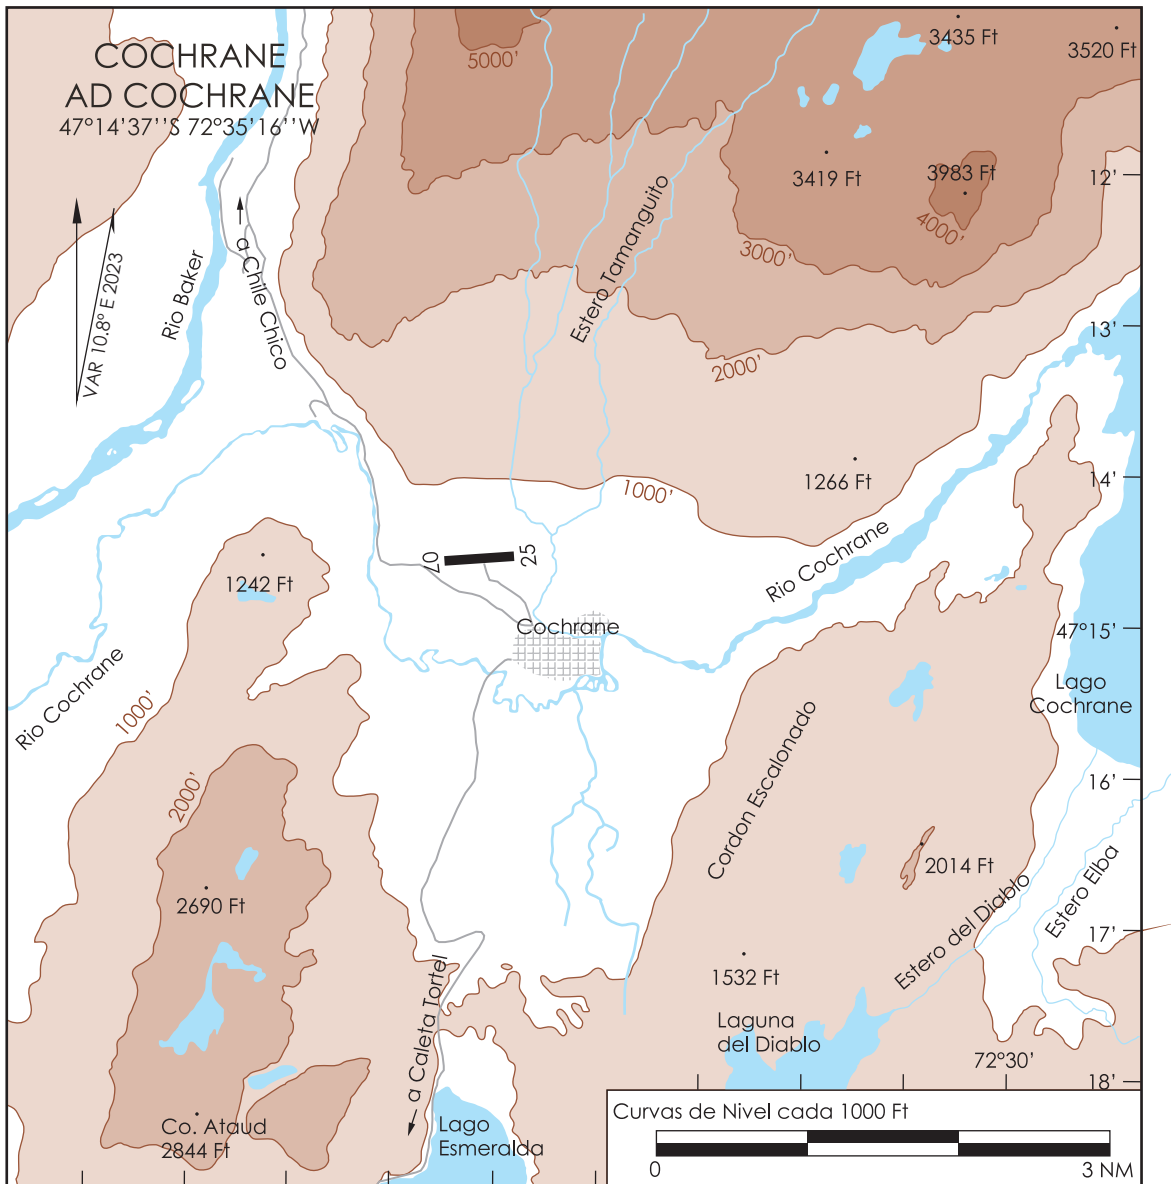 COCHRANE
AD COCHRANE
47°14'37''S 72°35'16''W
5000'
3435 Ft
3520 Ft
3419 Ft
3983 Ft
4000'
3000'
2000'
12'
13'
14'
47°15'
16'
17'
18'
VAR 10.8° E 2023
Rio Baker
a Chile Chico
Estero Tamanguito
1266 Ft
1000'
07
25
1242 Ft
Cochrane
Rio Cochrane
Rio Cochrane
1000'
2000'
Lago
Cochrane
Cordon Escalonado
2014 Ft
2690 Ft
Estero del Diablo
Estero Elba
1532 Ft
Laguna
del Diablo
72°30'
a Caleta Tortel
Co. Ataud
2844 Ft
Lago
Esmeralda
Curvas de Nivel cada 1000 Ft
0
3 NM